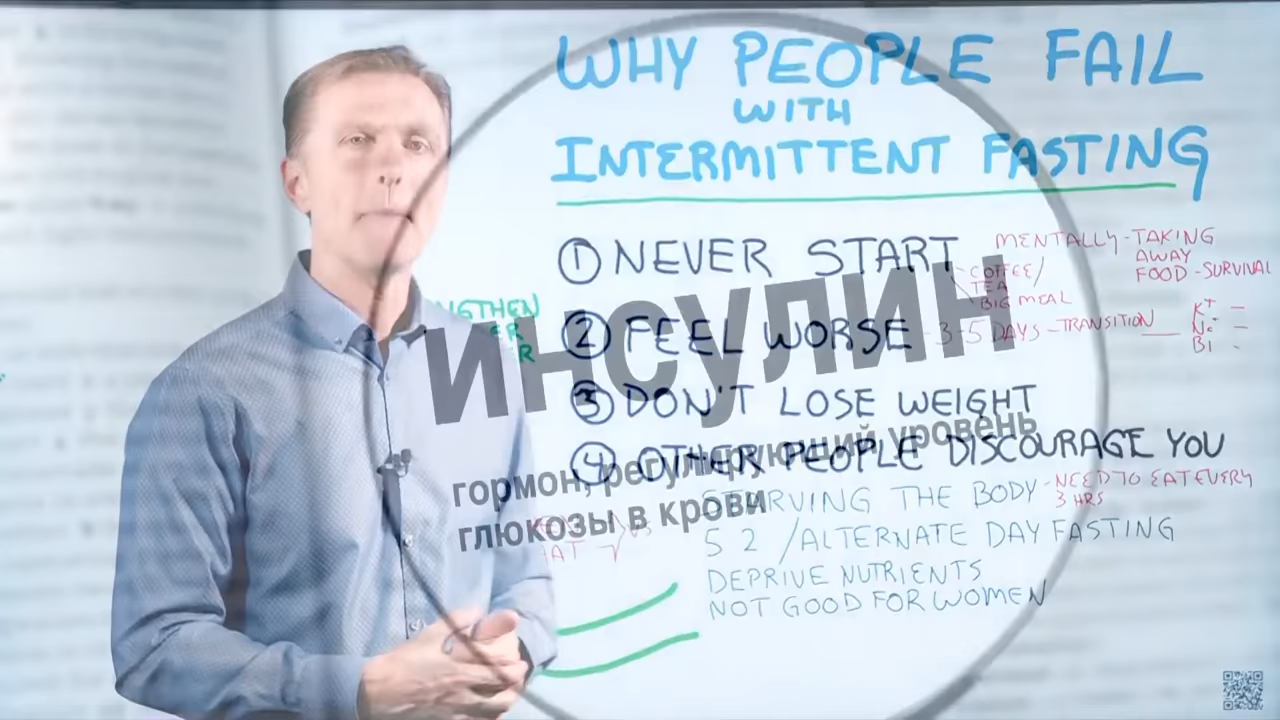 WHY PEOPLE FAIL
WITH
INTERMITTENT FASTING
① NEVER START
MENTALLY - TAKING
AWAY
FOOD - SURVIVAL
COFFEE/
TEA
BIG MEAL
② FEEL WORSE - 3-5 DAYS - TRANSITION
K+ -
Na+ -
B1 -
③ DON'T LOSE WEIGHT
④ OTHER PEOPLE DISCOURAGE YOU
STARVING THE BODY - NEED TO EAT EVERY
3 HRS
5 2 / ALTERNATE DAY FASTING
DEPRIVE NUTRIENTS
NOT GOOD FOR WOMEN
инсулин
гормон, регулирующий уровень
глюкозы в крови